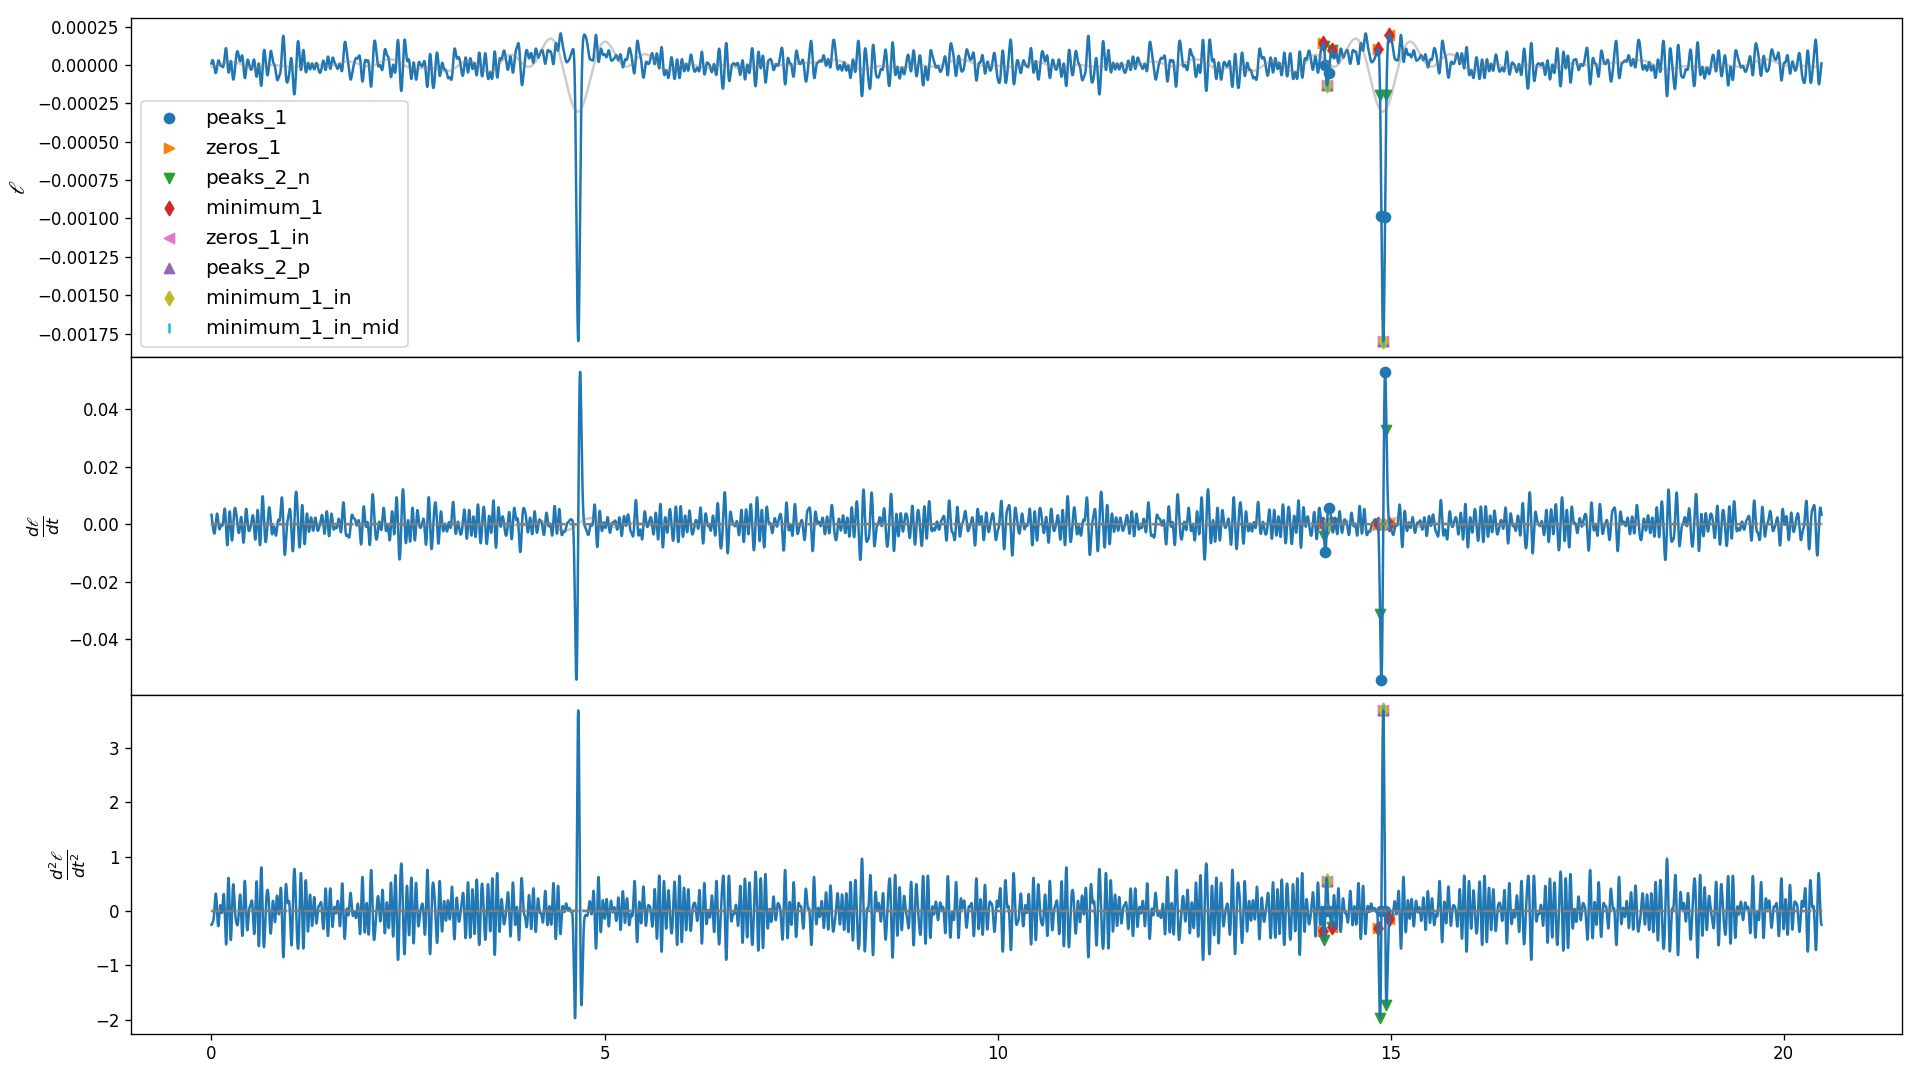 0.00025
0.00000
−0.00025
−0.00050
−0.00075
−0.00100
−0.00125
−0.00150
−0.00175
ℓ
peaks_1
zeros_1
peaks_2_n
minimum_1
zeros_1_in
peaks_2_p
minimum_1_in
minimum_1_in_mid
0.04
0.02
0.00
−0.02
−0.04
dℓ
dt
3
2
1
0
−1
−2
d²ℓ
dt²
0 5 10 15 20